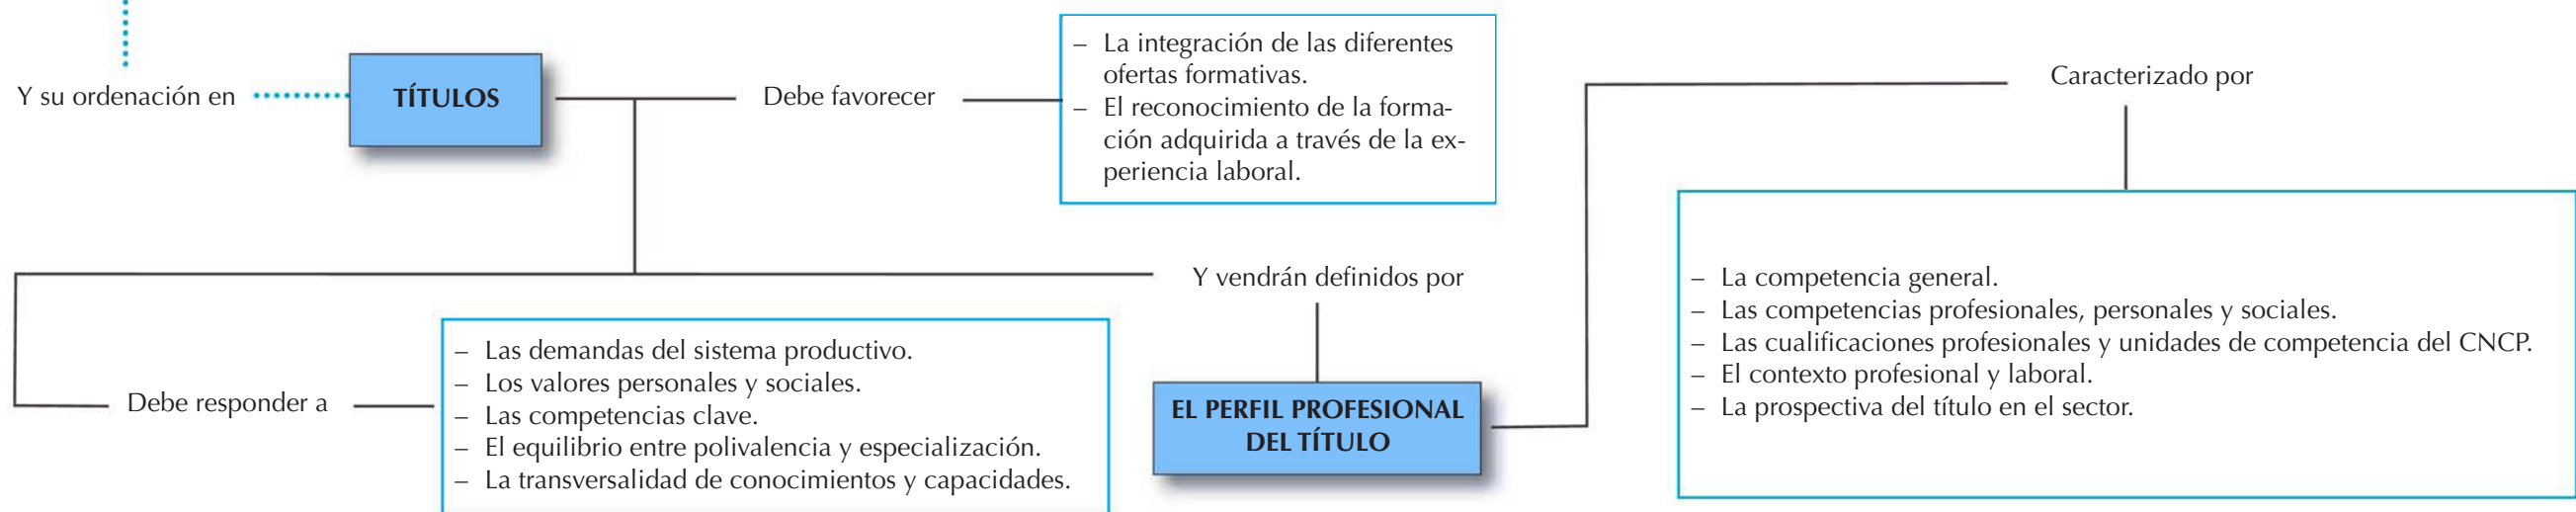 Y su ordenación en
TÍTULOS
Debe favorecer
– La integración de las diferentes
ofertas formativas.
– El reconocimiento de la forma-
ción adquirida a través de la ex-
periencia laboral.
Debe responder a
– Las demandas del sistema productivo.
– Los valores personales y sociales.
– Las competencias clave.
– El equilibrio entre polivalencia y especialización.
– La transversalidad de conocimientos y capacidades.
Y vendrán definidos por
EL PERFIL PROFESIONAL
DEL TÍTULO
Caracterizado por
– La competencia general.
– Las competencias profesionales, personales y sociales.
– Las cualificaciones profesionales y unidades de competencia del CNCP.
– El contexto profesional y laboral.
– La prospectiva del título en el sector.